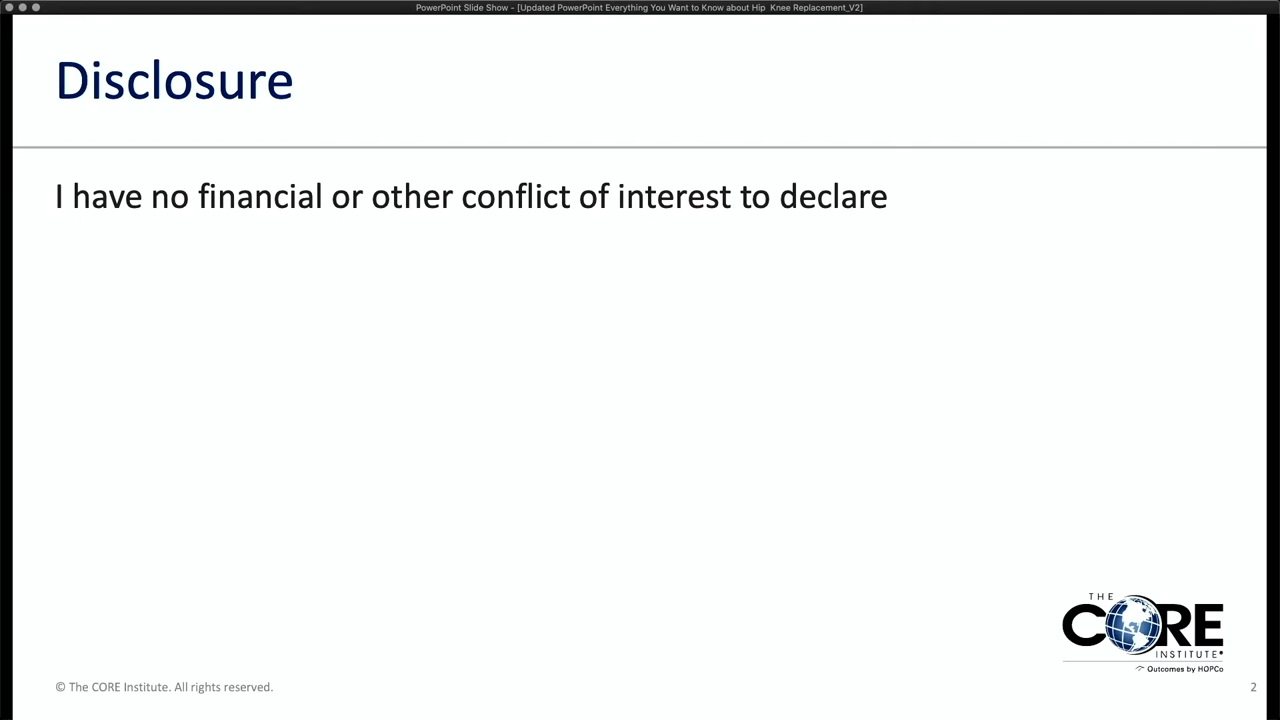 PowerPoint Slide Show - [Updated PowerPoint Everything You Want to Know about Hip  Knee Replacement_V2]
Disclosure
I have no financial or other conflict of interest to declare
THE
CORE
INSTITUTE®
Outcomes by HOPCo
© The CORE Institute. All rights reserved.
2